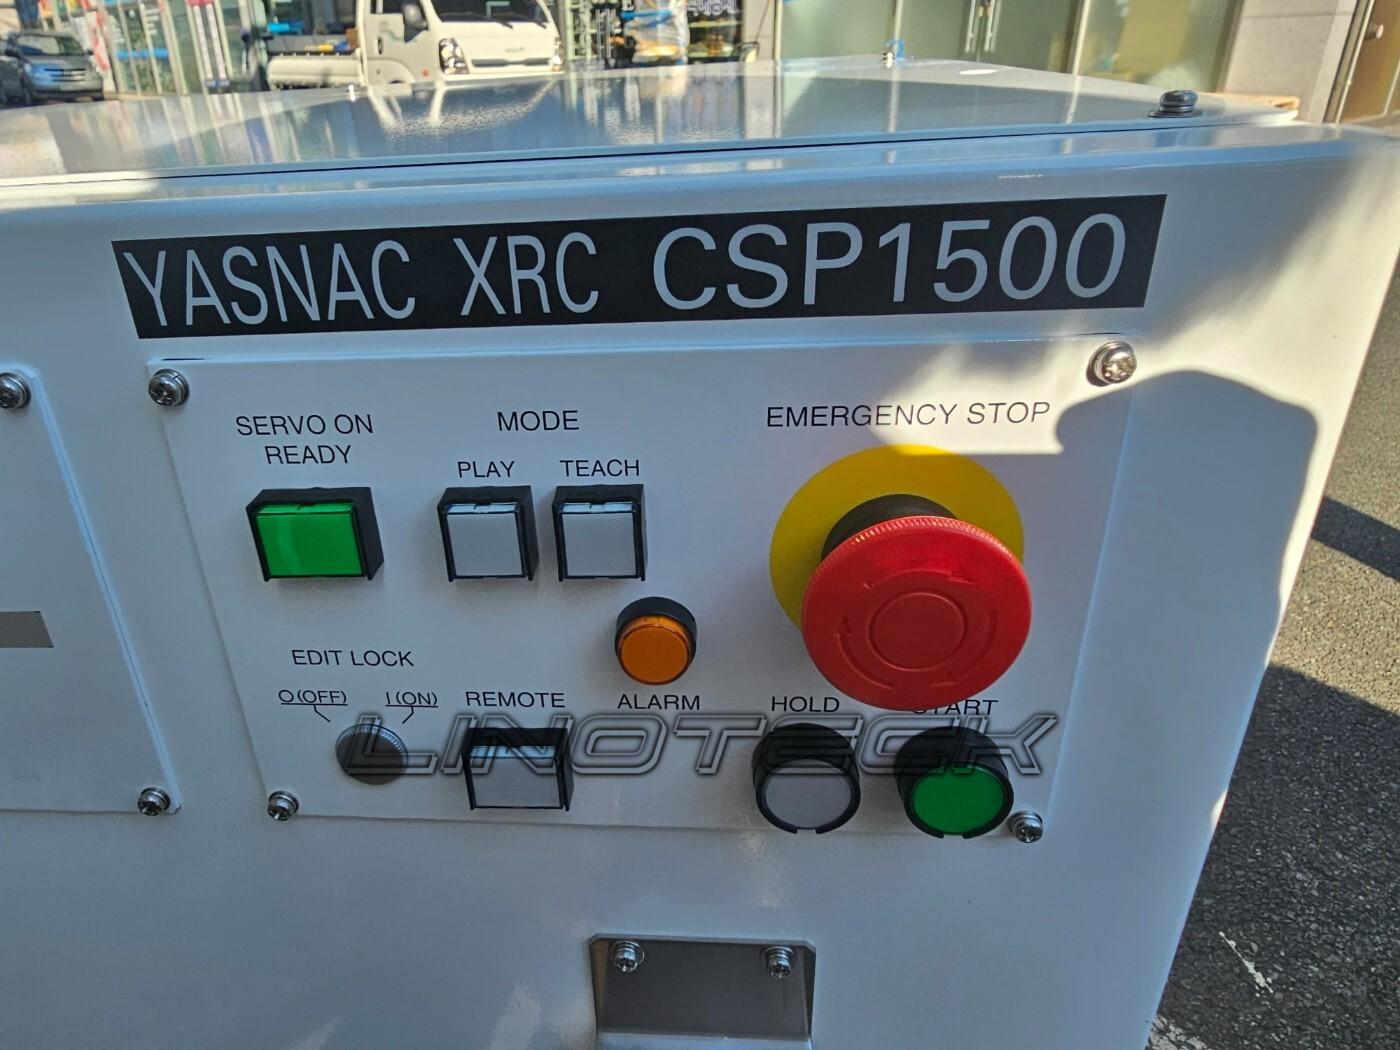 YASNAC XRC CSP1500
SERVO ON
READY
MODE
PLAY
TEACH
EMERGENCY STOP
EDIT LOCK
O(OFF)
I(ON)
REMOTE
ALARM
HOLD
START
LINOTECK